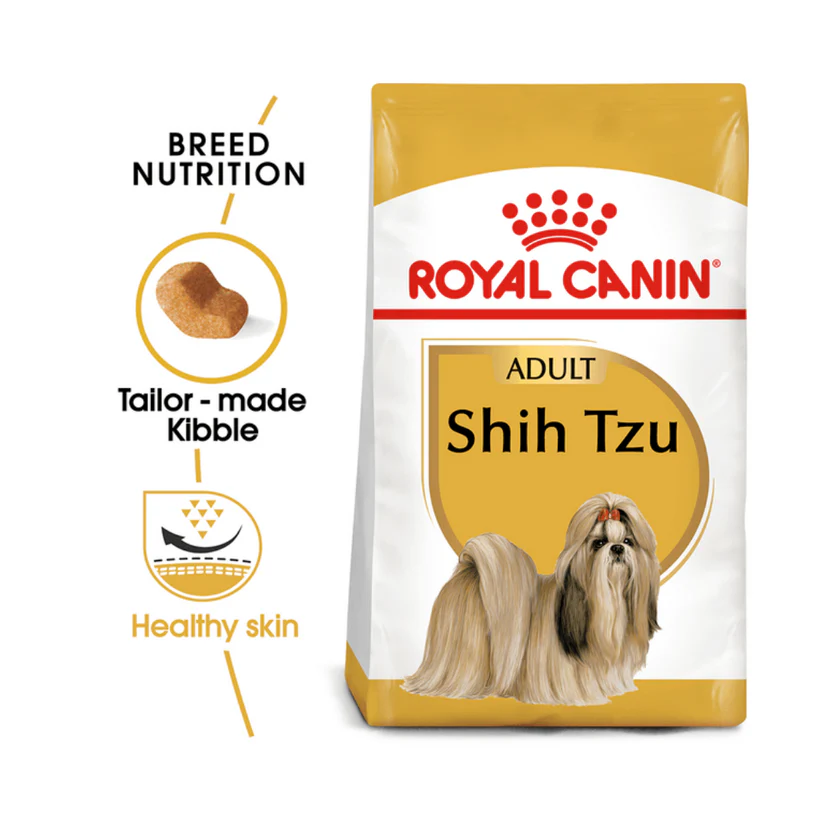 BREED
NUTRITION
Tailor - made
Kibble
Healthy skin
ROYAL CANIN®
ADULT
Shih Tzu